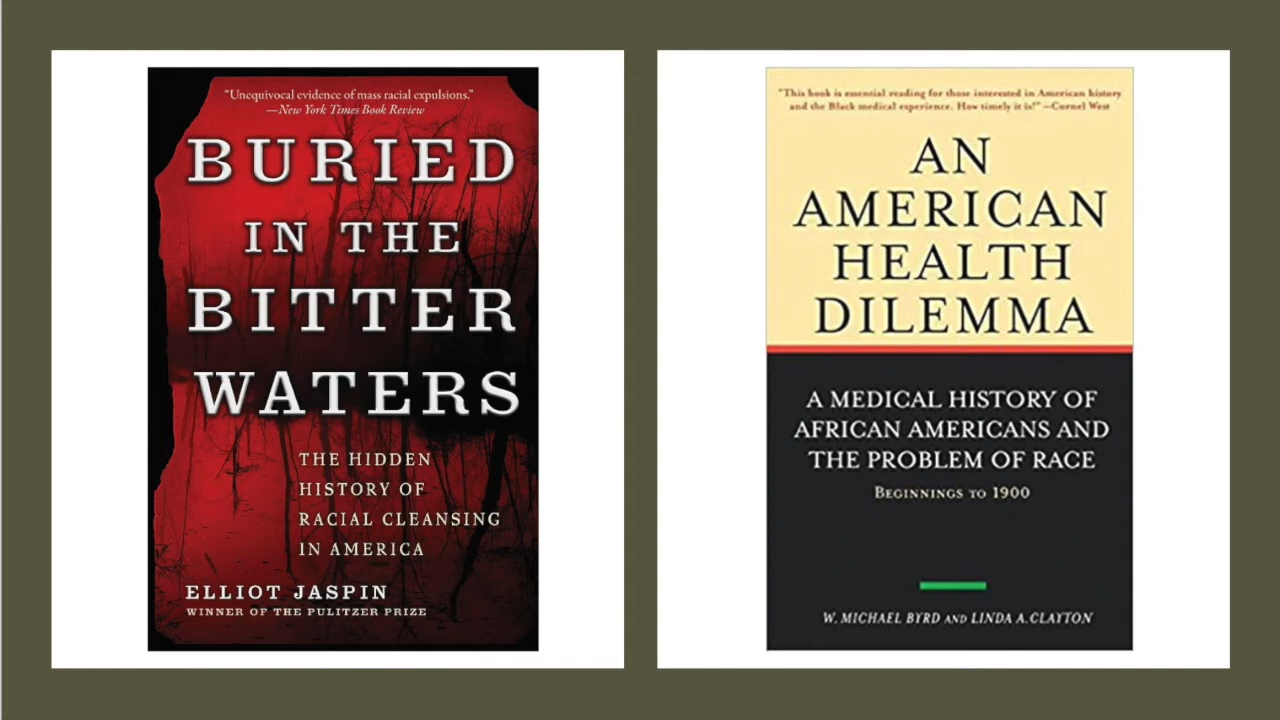 “Unequivocal evidence of mass racial expulsions.”
—New York Times Book Review
BURIED
IN THE
BITTER
WATERS
THE HIDDEN
HISTORY OF
RACIAL CLEANSING
IN AMERICA
ELLIOT JASPIN
WINNER OF THE PULITZER PRIZE
"This book is essential reading for those interested in American history
and the Black medical experience. How timely it is!" —Cornel West
AN
AMERICAN
HEALTH
DILEMMA
A MEDICAL HISTORY OF
AFRICAN AMERICANS AND
THE PROBLEM OF RACE
BEGINNINGS TO 1900
W. MICHAEL BYRD AND LINDA A. CLAYTON